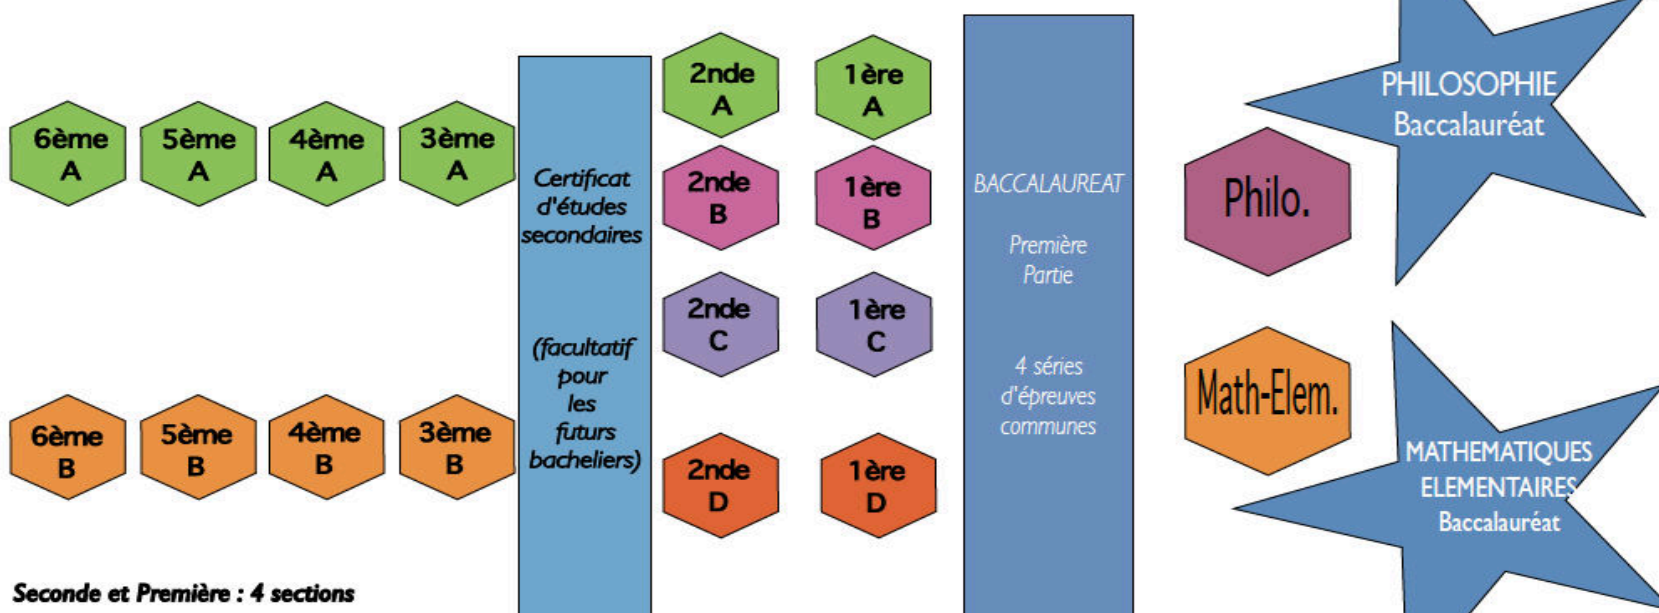 6ème
A
5ème
A
4ème
A
3ème
A
6ème
B
5ème
B
4ème
B
3ème
B
Certificat
d'études
secondaires
(facultatif
pour
les
futurs
bacheliers)
2nde
A
1ère
A
2nde
B
1ère
B
2nde
C
1ère
C
2nde
D
1ère
D
BACCALAUREAT
Première
Partie
4 séries
d'épreuves
communes
Philo.
PHILOSOPHIE
Baccalauréat
Math-Elem.
MATHEMATIQUES
ELEMENTAIRES
Baccalauréat
Seconde et Première : 4 sections